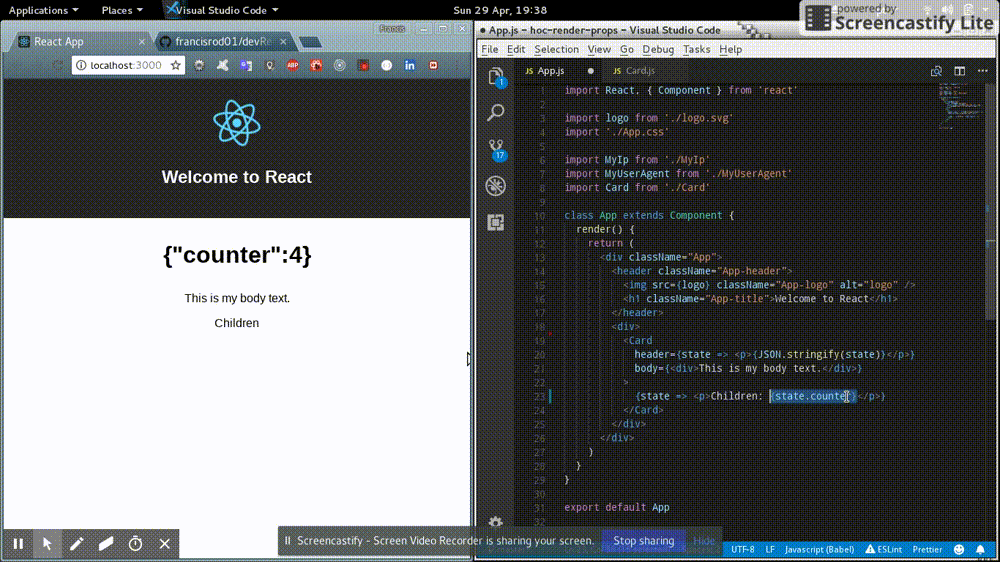 Applications
Places
Visual Studio Code
Sun 29 Apr, 19:38
powered by
Screencastify Lite
React App
francisrod01/devRe
Francis
localhost:3000
ABP
Welcome to React
{"counter":4}
This is my body text.
Children
App.js - hoc-render-props - Visual Studio Code
File Edit Selection View Go Debug Tasks Help
App.js
Card.js
1
17
1 import React, { Component } from 'react'
2
3 import logo from './logo.svg'
4 import './App.css'
5
6 import MyIp from './MyIp'
7 import MyUserAgent from './MyUserAgent'
8 import Card from './Card'
9
10 class App extends Component {
11 render() {
12 return (
13 <div className="App">
14 <header className="App-header">
15 <img src={logo} className="App-logo" alt="logo" />
16 <h1 className="App-title">Welcome to React</h1>
17 </header>
18 <div>
19 <Card
20 header={state => <p>{JSON.stringify(state)}</p>}
21 body={<div>This is my body text.</div>}
22 >
23 {state => <p>Children: {state.counter}</p>}
24 </Card>
25 </div>
26 </div>
27 )
28 }
29 }
30
31 export default App
32
Screencastify - Screen Video Recorder is sharing your screen.
Stop sharing
Hide
UTF-8 LF Javascript (Babel) ESLint Prettier